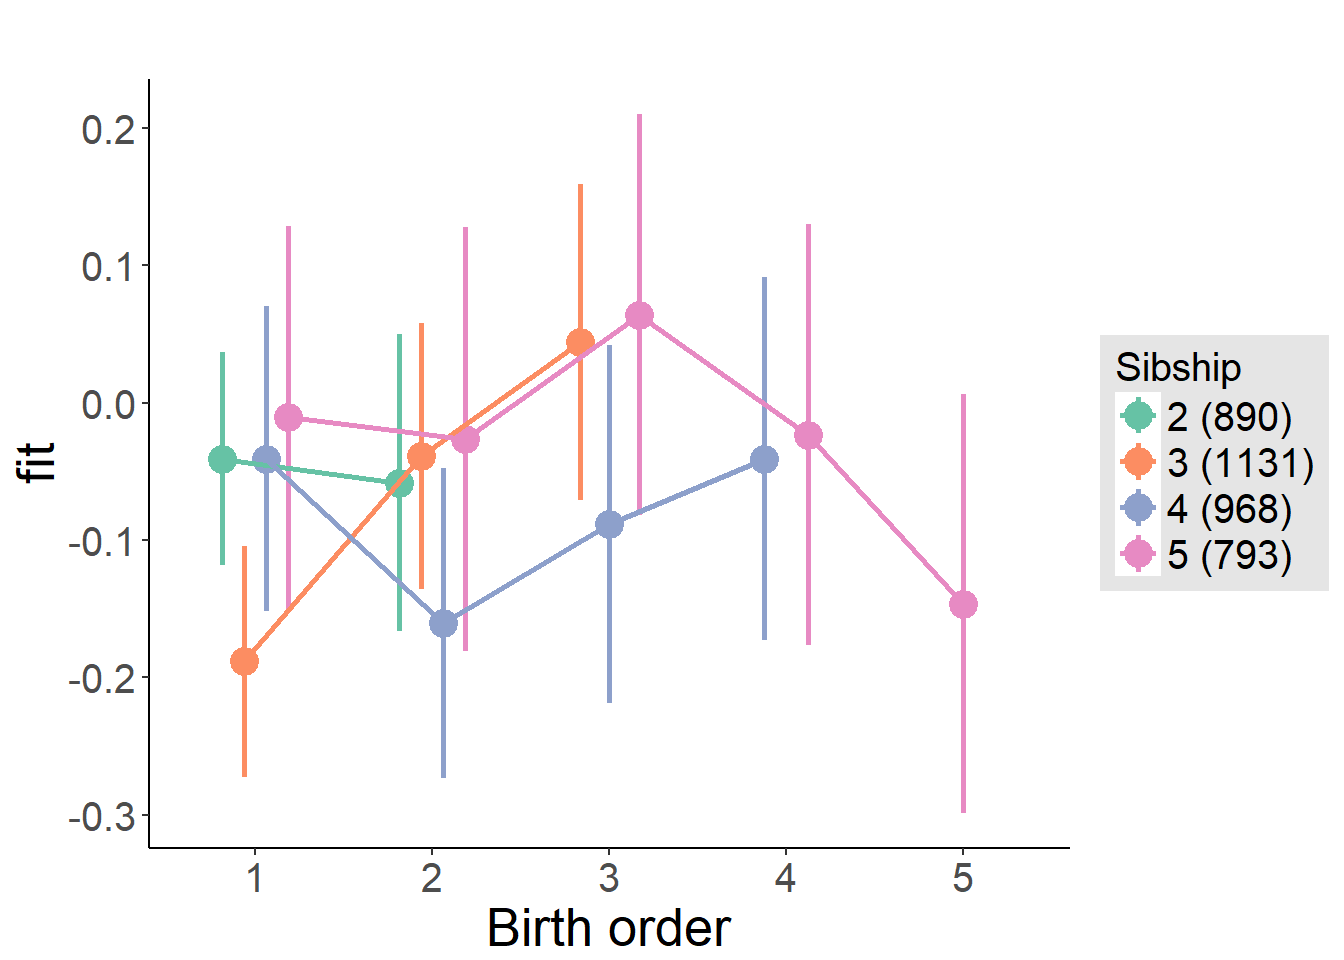 0.2
0.1
0.0
-0.1
-0.2
-0.3
fit
1 2 3 4 5
Birth order
Sibship
2 (890)
3 (1131)
4 (968)
5 (793)